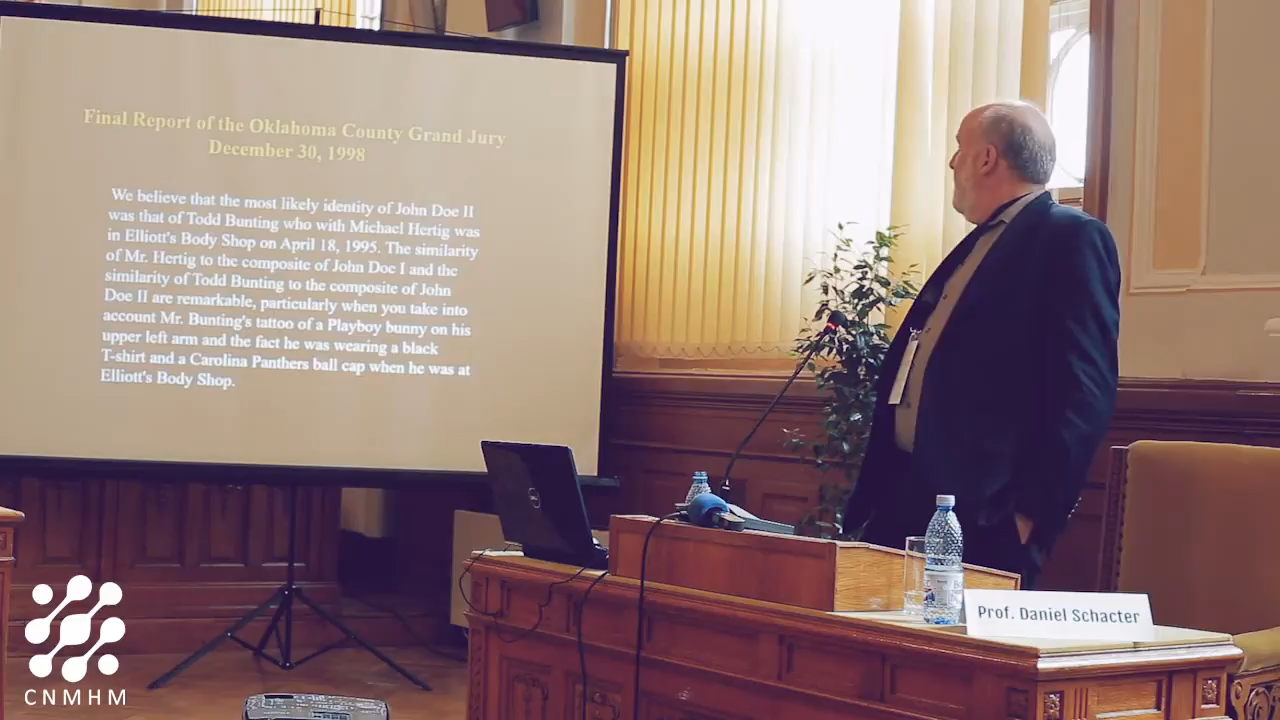 Final Report of the Oklahoma County Grand Jury
December 30, 1998
We believe that the most likely identity of John Doe II
was that of Todd Bunting who with Michael Hertig was
in Elliott's Body Shop on April 18, 1995. The similarity
of Mr. Hertig to the composite of John Doe I and the
similarity of Todd Bunting to the composite of John
Doe II are remarkable, particularly when you take into
account Mr. Bunting's tattoo of a Playboy bunny on his
upper left arm and the fact he was wearing a black
T-shirt and a Carolina Panthers ball cap when he was at
Elliott's Body Shop.
Prof. Daniel Schacter
CNMHM